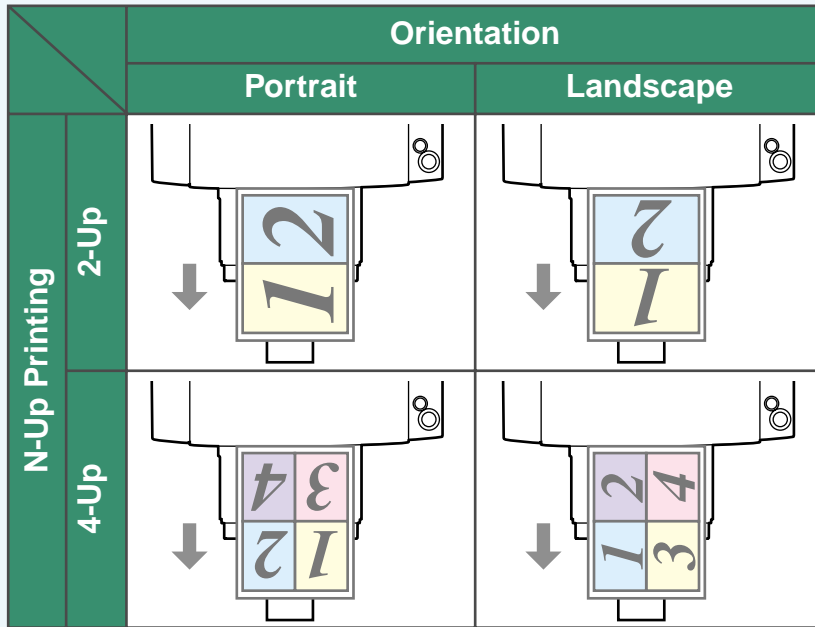 Orientation
Portrait Landscape
N-Up Printing
2-Up
2
1
2
1
4-Up
4 3
2 1
2 4
1 3